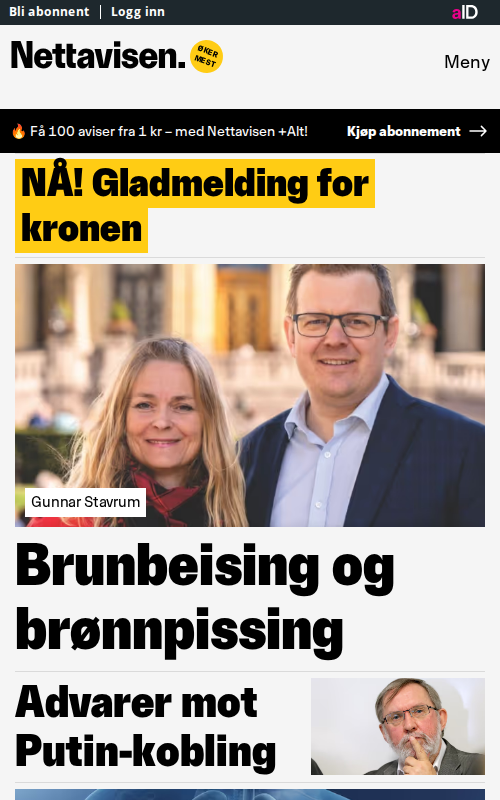 Bli abonnent
Logg inn
aID
Nettavisen.
ØKER
MEST
Meny
🔥 Få 100 aviser fra 1 kr – med Nettavisen +Alt!
Kjøp abonnement →
NÅ! Gladmelding for
kronen
Gunnar Stavrum
Brunbeising og
brønnpissing
Advarer mot
Putin-kobling